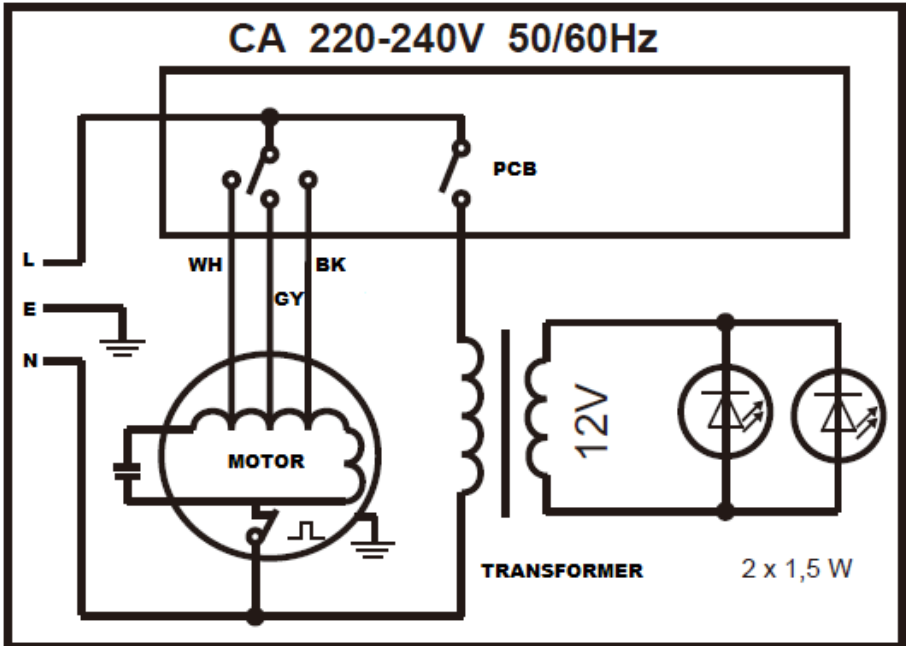 CA 220-240V 50/60Hz
PCB
L
WH
BK
GY
E
N
12V
MOTOR
TRANSFORMER
2 x 1,5 W